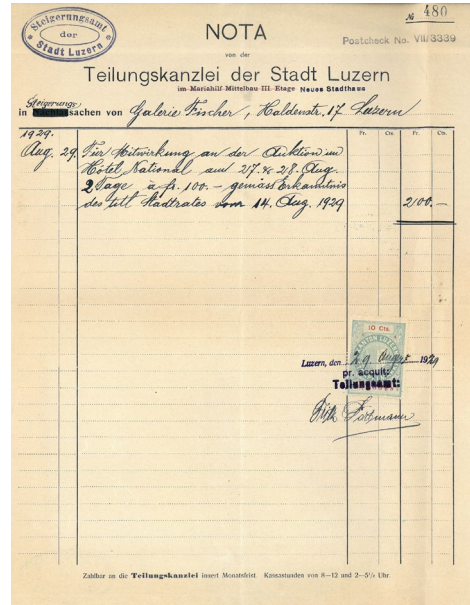 Steigerungsamt
der
Stadt Luzern
№ 480
NOTA
Postcheck No. VII/3339
von der
Teilungskanzlei der Stadt Luzern
im Mariahilf Mittelbau III. Etage Neues Stadthaus
Steigerungs
in sachen von Galerie Fischer, Haldenstr. 17 Luzern
1929. Fr. Cts. Fr. Cts.
Aug. 29. Für Mitwirkung an der Auktion im
Hôtel National am 27. & 28. Aug.
2 Tage à fr. 100.- gemäss Erkanntnis
des titl Stadtrates vom 14. Aug. 1929 200.-
10 Cts.
KANTON LUZERN
Luzern, den 29. August 1929
pr. acquit:
Teilungsamt:
Zahlbar an die Teilungskanzlei innert Monatsfrist. Kassastunden von 8—12 und 2—5½ Uhr.